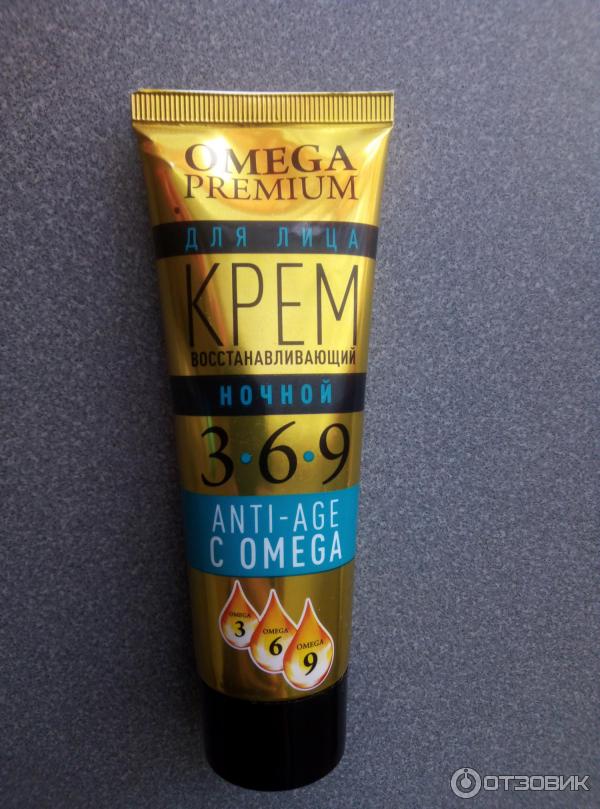 OMEGA
PREMIUM
ДЛЯ ЛИЦА
КРЕМ
ВОССТАНАВЛИВАЮЩИЙ
НОЧНОЙ
3•6•9
ANTI-AGE
С OMEGA
OMEGA
3
OMEGA
6
OMEGA
9
ОТЗОВИК